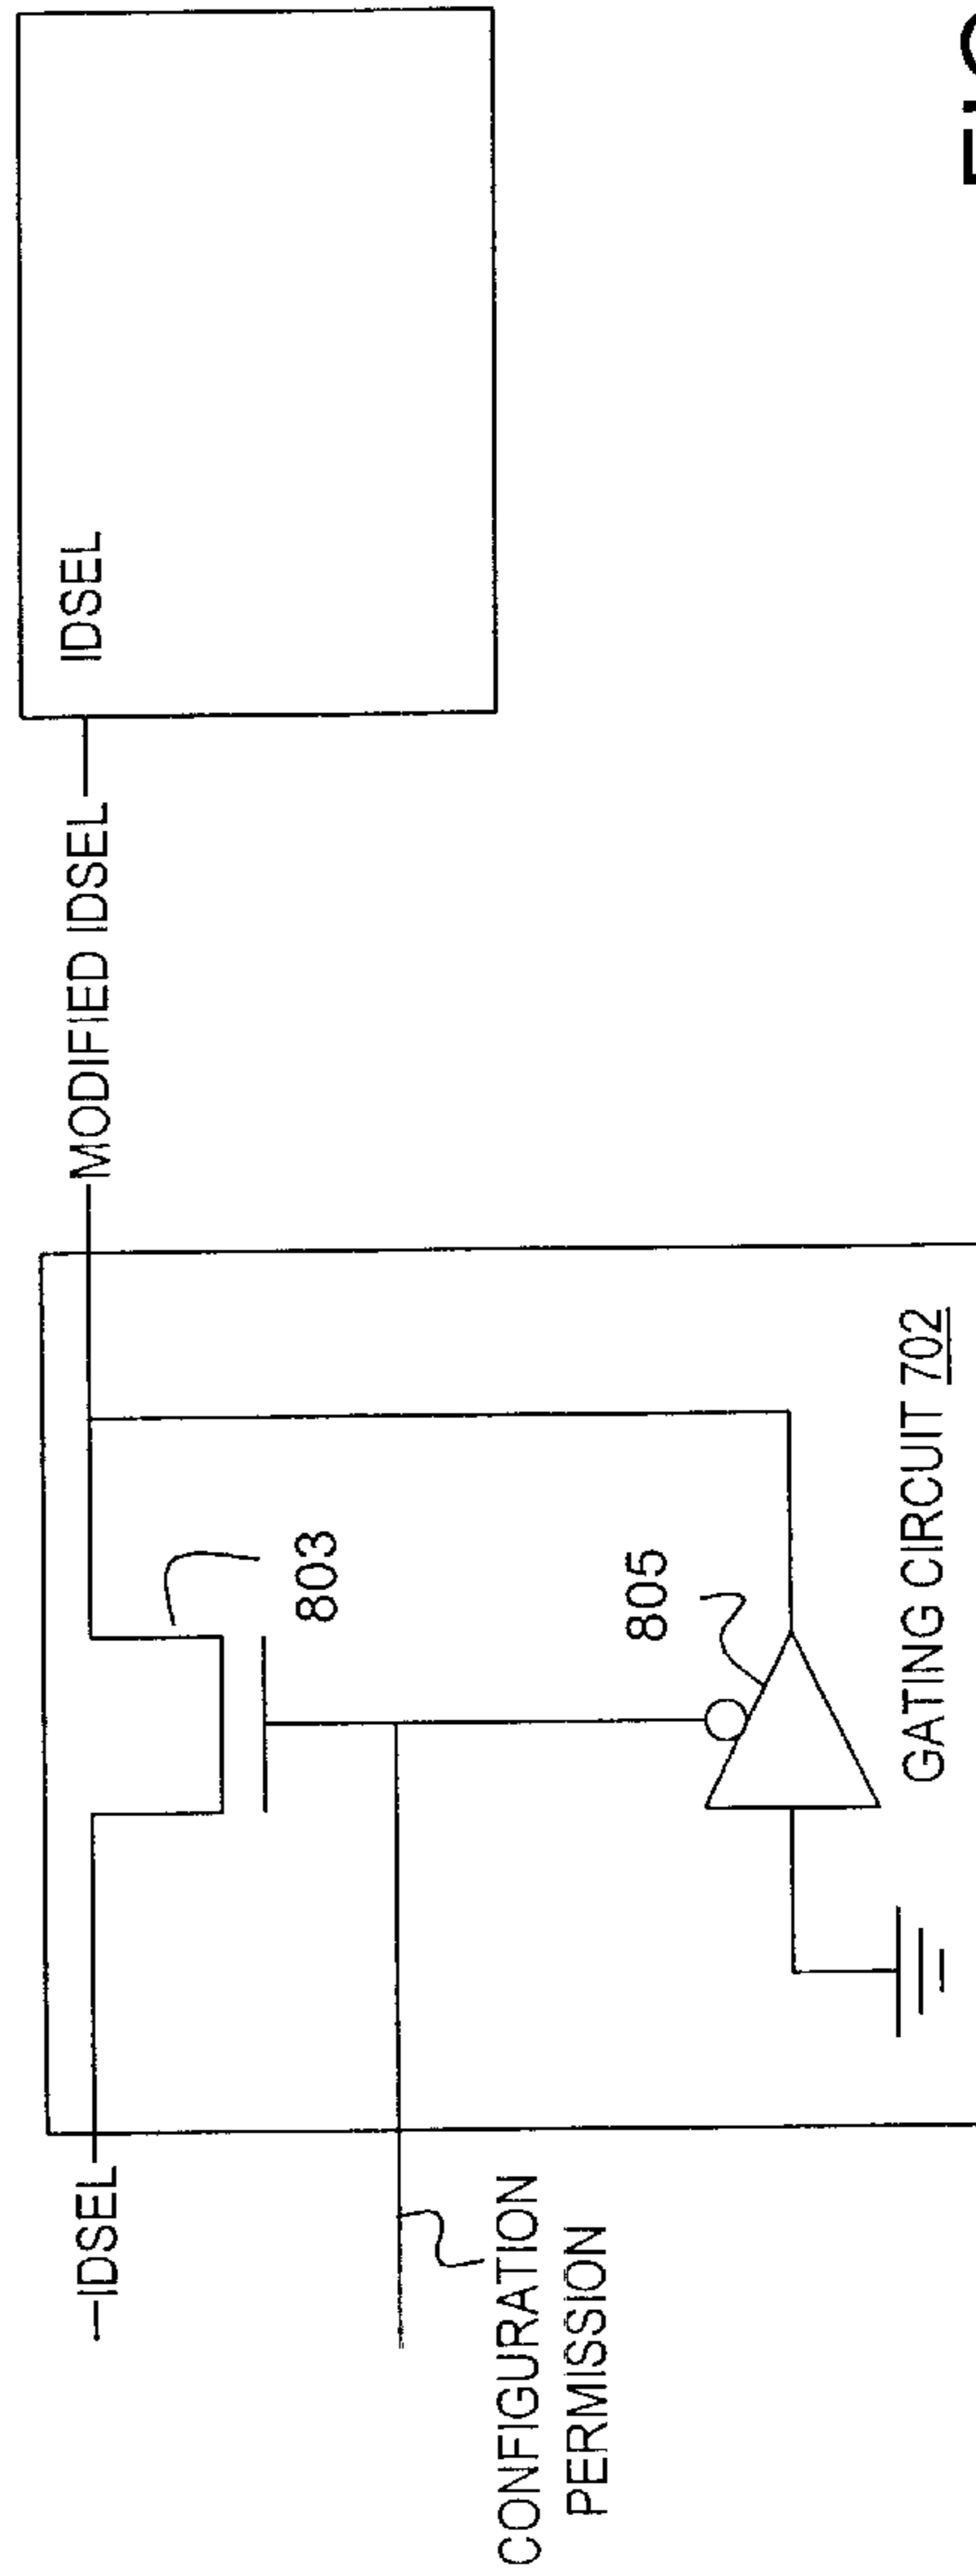 IDSEL
MODIFIED IDSEL
IDSEL
CONFIGURATION
PERMISSION
803
805
GATING CIRCUIT 702